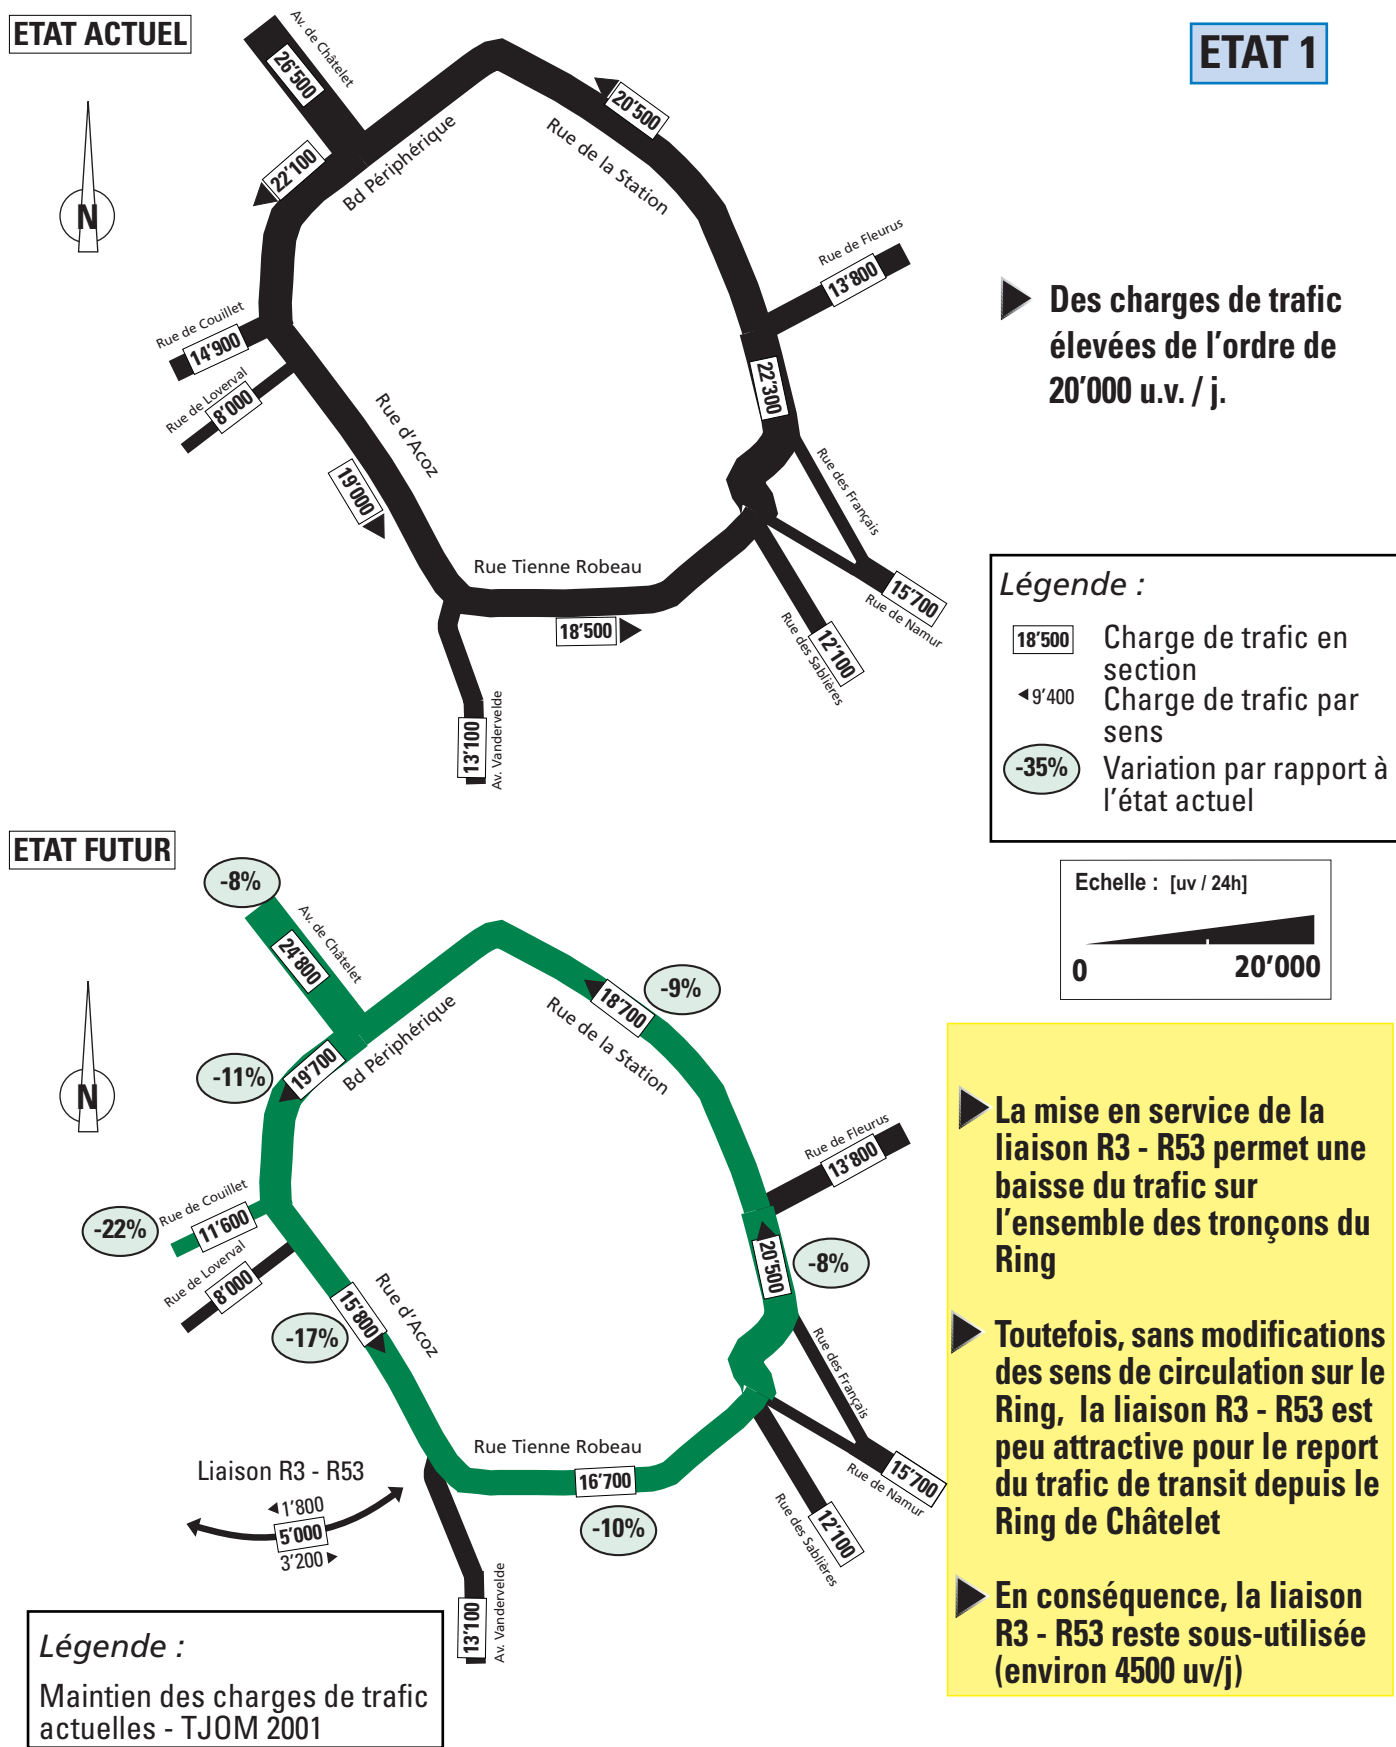 ETAT ACTUEL
ETAT 1
Av. de Châtelet
26'500
22'100
Bd Périphérique
20'500
Rue de la Station
N
Rue de Fleurus
13'800
Des charges de trafic
élevées de l'ordre de
20'000 u.v. / j.
Rue de Couillet
14'900
Rue de Loverval
8'000
22'300
Rue d'Acoz
19'000
Rue des Français
Rue Tienne Robeau
18'500
15'700
Rue de Namur
12'100
Rue des Sablières
13'100
Av. Vandervelde
Légende :
18'500 Charge de trafic en
section
9'400 Charge de trafic par
sens
-35% Variation par rapport à
l'état actuel
ETAT FUTUR
Echelle : [uv / 24h]
0 20'000
-8%
Av. de Châtelet
24'800
-11%
19'700
Bd Périphérique
18'700
-9%
Rue de la Station
N
Rue de Fleurus
13'800
-22%
Rue de Couillet
11'600
Rue de Loverval
8'000
20'500
-8%
Rue d'Acoz
15'800
-17%
Rue des Français
Rue Tienne Robeau
16'700
-10%
15'700
Rue de Namur
12'100
Rue des Sablières
13'100
Av. Vandervelde
Liaison R3 - R53
1'800
5'000
3'200
La mise en service de la
liaison R3 - R53 permet une
baisse du trafic sur
l'ensemble des tronçons du
Ring
Toutefois, sans modifications
des sens de circulation sur le
Ring, la liaison R3 - R53 est
peu attractive pour le report
du trafic de transit depuis le
Ring de Châtelet
En conséquence, la liaison
R3 - R53 reste sous-utilisée
(environ 4500 uv/j)
Légende :
Maintien des charges de trafic
actuelles - TJOM 2001